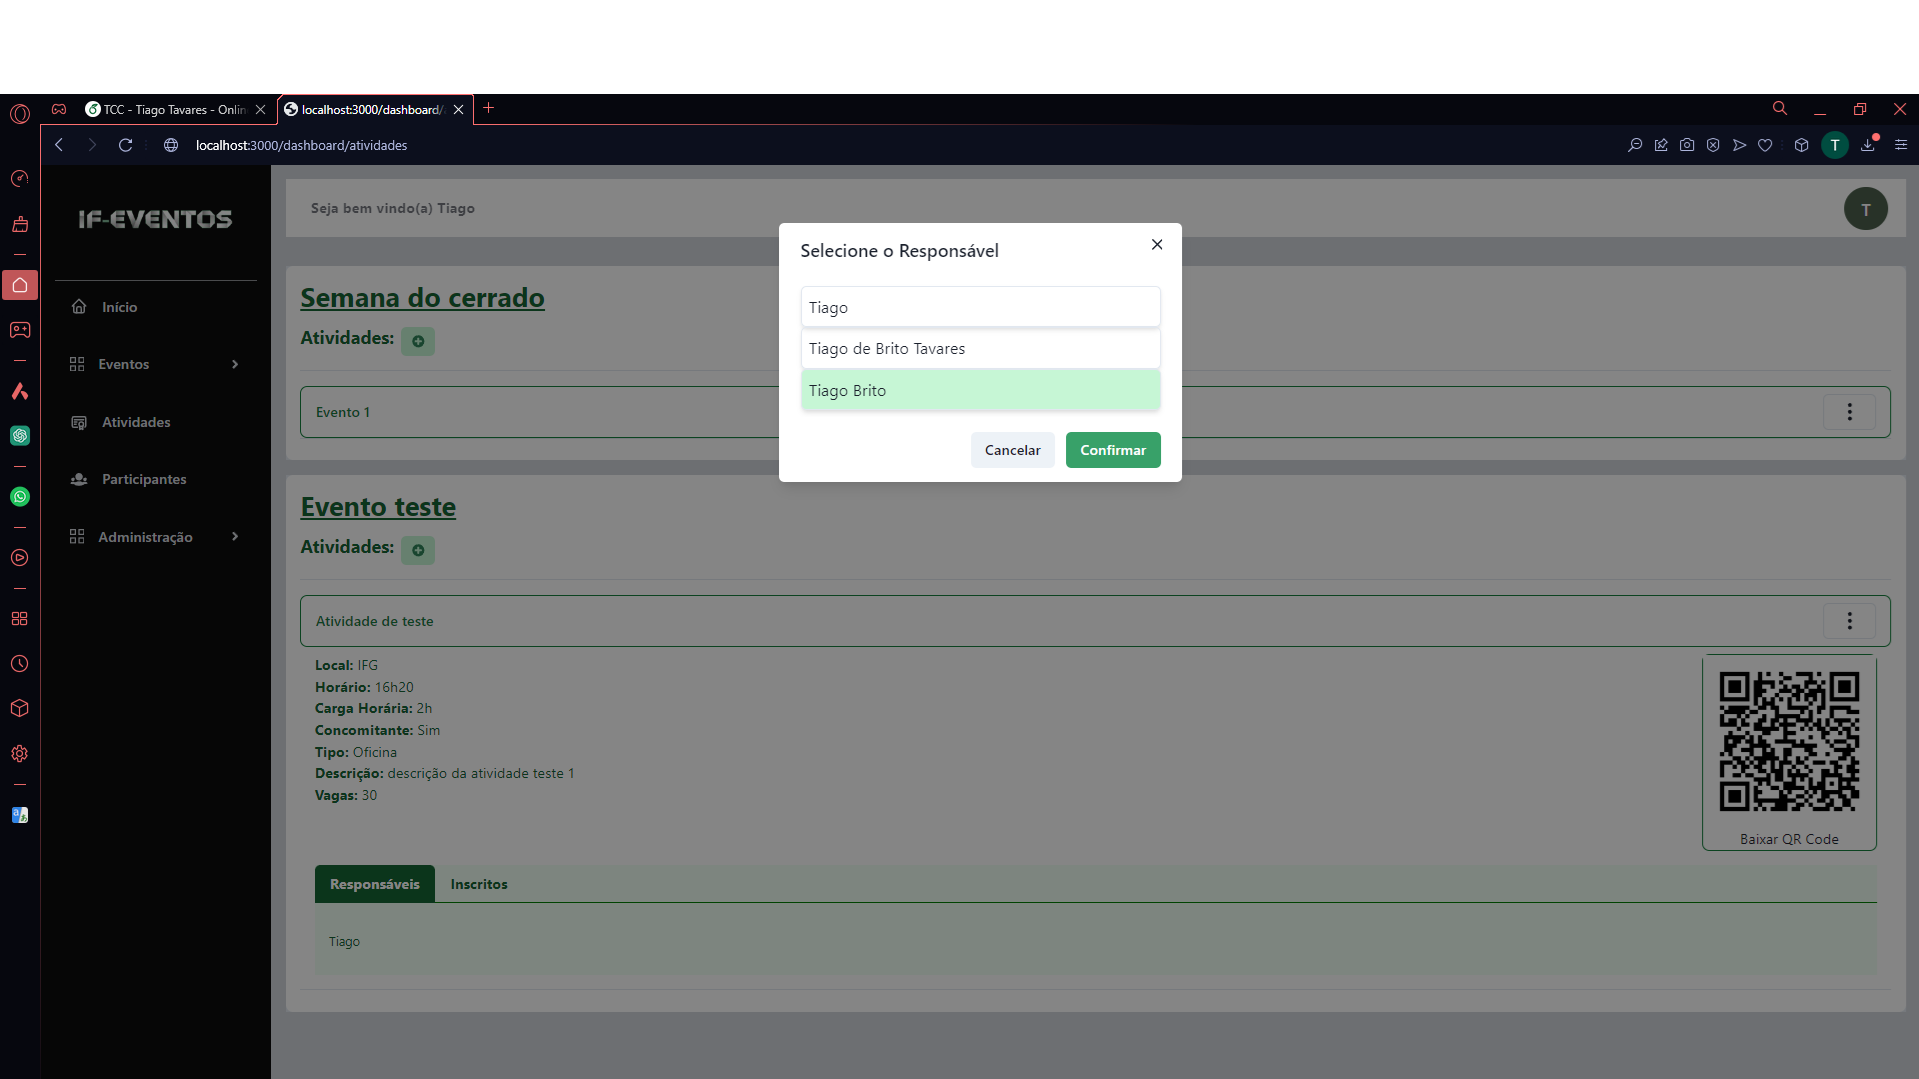 TCC - Tiago Tavares - Onlin
localhost:3000/dashboard/
localhost:3000/dashboard/atividades
T
IF-EVENTOS
Início
Eventos
Atividades
Participantes
Administração
Seja bem vindo(a) Tiago
T
Selecione o Responsável
Tiago
Tiago de Brito Tavares
Tiago Brito
Cancelar
Confirmar
Semana do cerrado
Atividades:
Evento 1
Evento teste
Atividades:
Atividade de teste
Local: IFG
Horário: 16h20
Carga Horária: 2h
Concomitante: Sim
Tipo: Oficina
Descrição: descrição da atividade teste 1
Vagas: 30
Baixar QR Code
Responsáveis
Inscritos
Tiago